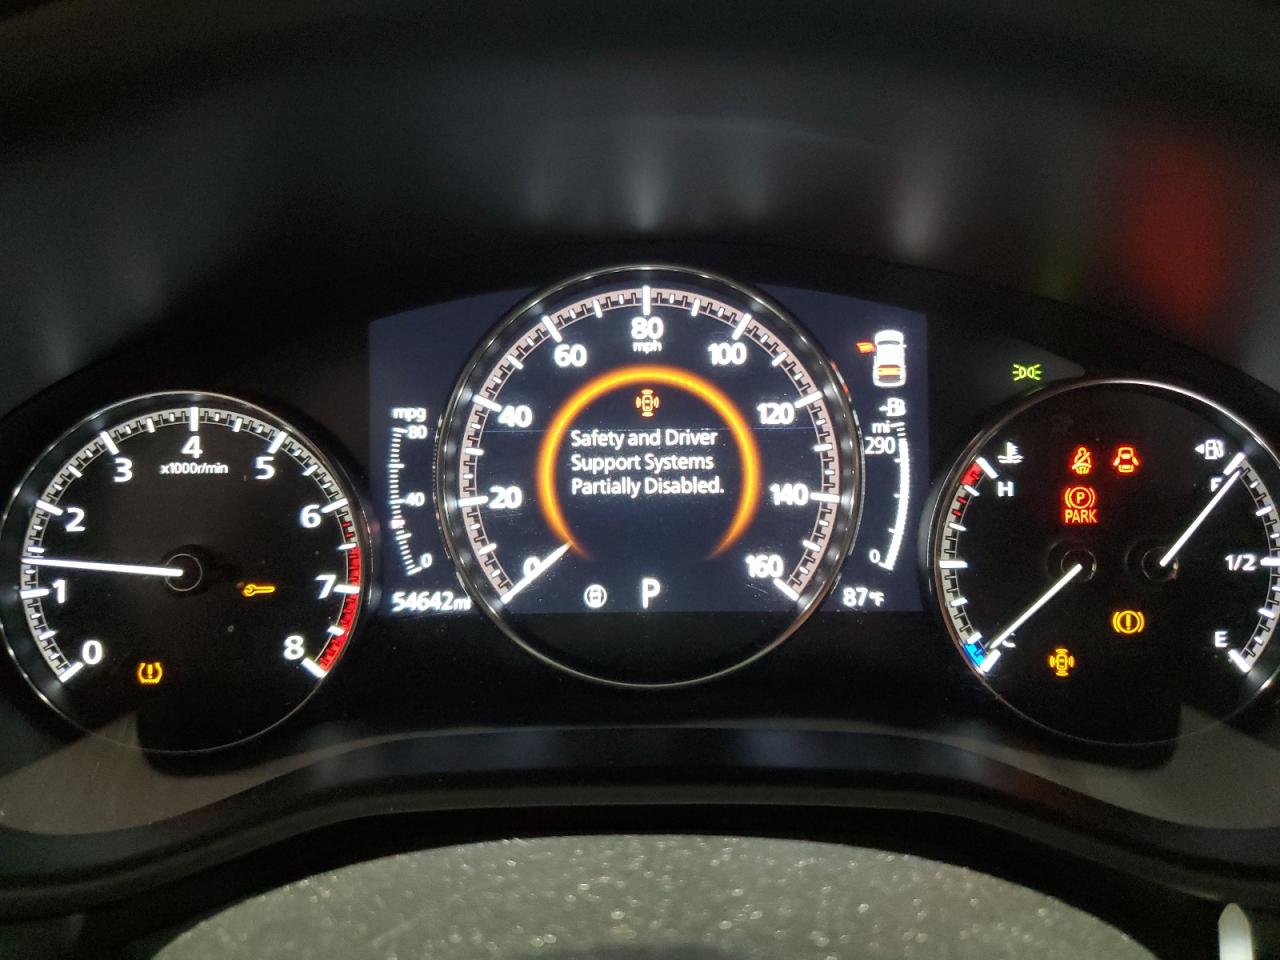 4
x1000r/min
3
5
2
6
1
7
0
8
mpg
80
40
0
54642mi
80
mph
60
100
40
120
20
140
0
160
Safety and Driver
Support Systems
Partially Disabled.
P
mi
290
0
87°F
H
C
P
PARK
F
1/2
E